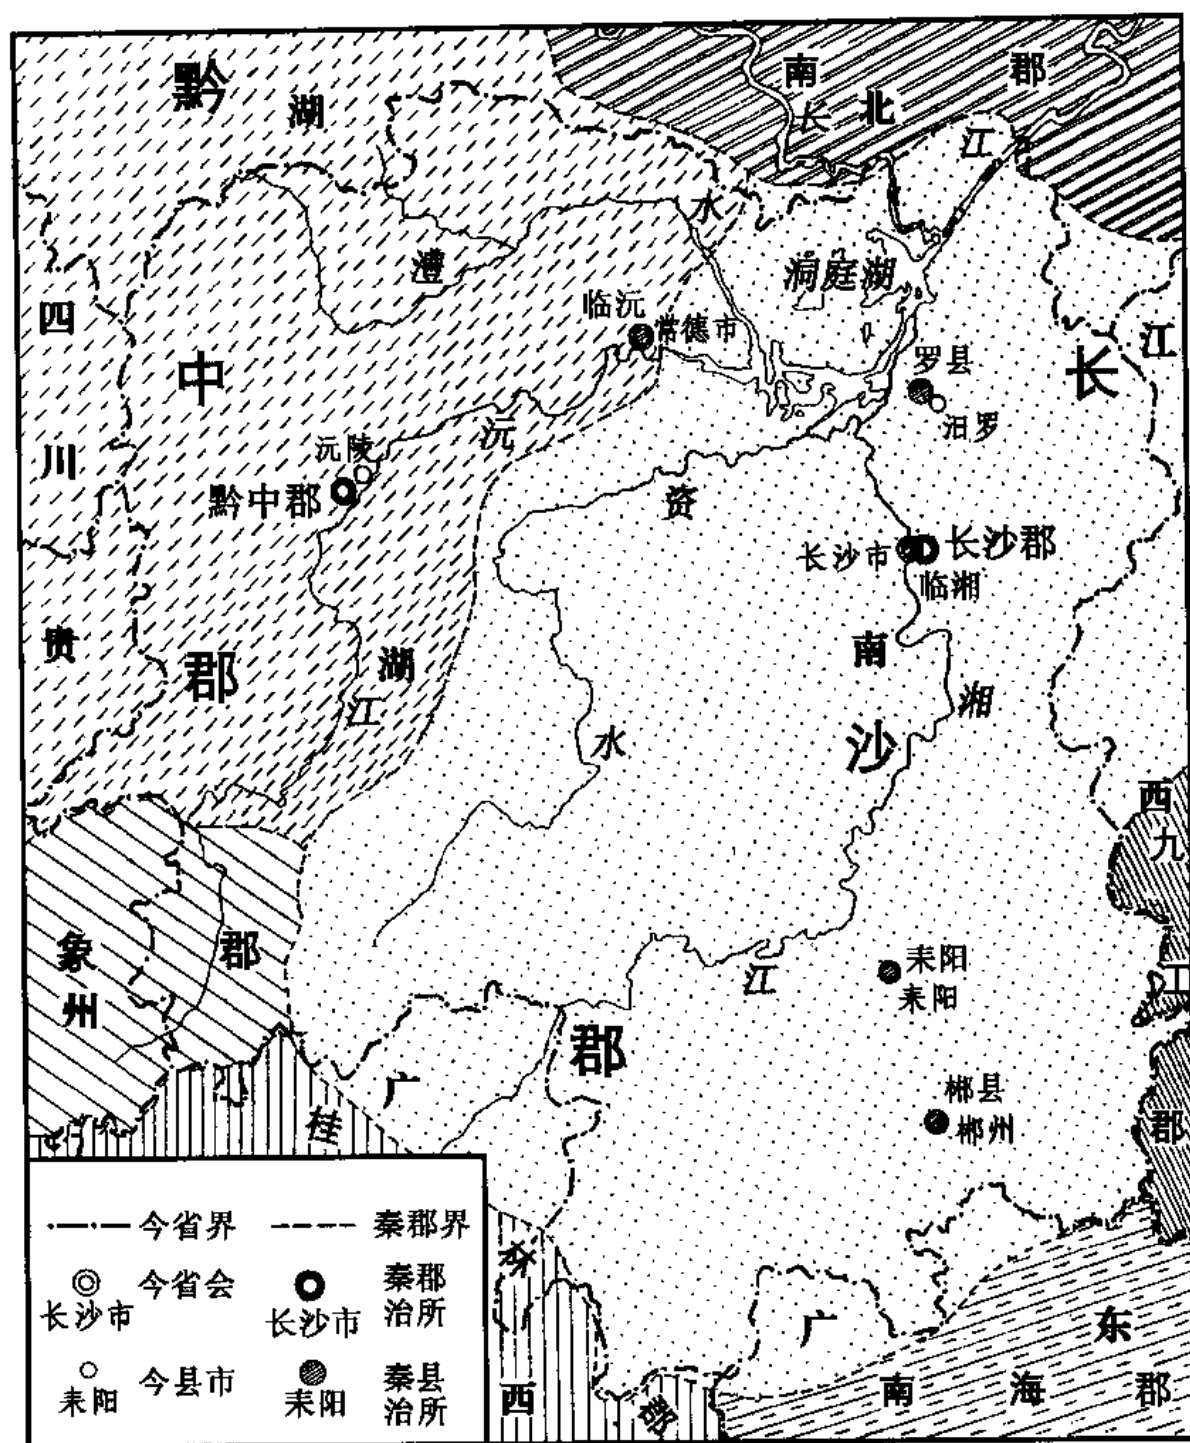 南 郡
黔
湖
北
长
江
水
澧
洞庭湖
四
江
临沅
常德市
中
罗县
长
汨罗
沅
沅陵
川
黔中郡
资
长沙市
长沙郡
临湘
贵
南
湖
郡
湘
江
水
沙
西
九
象
郡
耒阳
耒阳
江
江
州
郡
广
郴县
郴州
桂
郡
今省界
秦郡界
今省会
长沙市
秦郡
治所
长沙市
今县市
耒阳
秦县
治所
耒阳
林
西
郡
广
东
南 海 郡